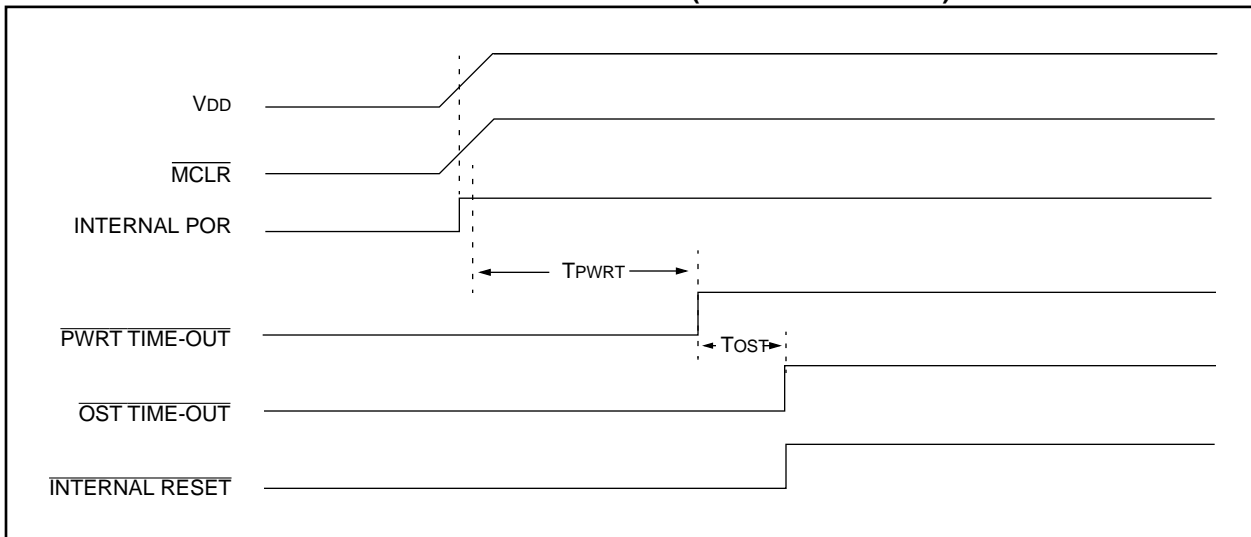 VDD
MCLR
INTERNAL POR
TPWRT
PWRT TIME-OUT
TOST
OST TIME-OUT
INTERNAL RESET